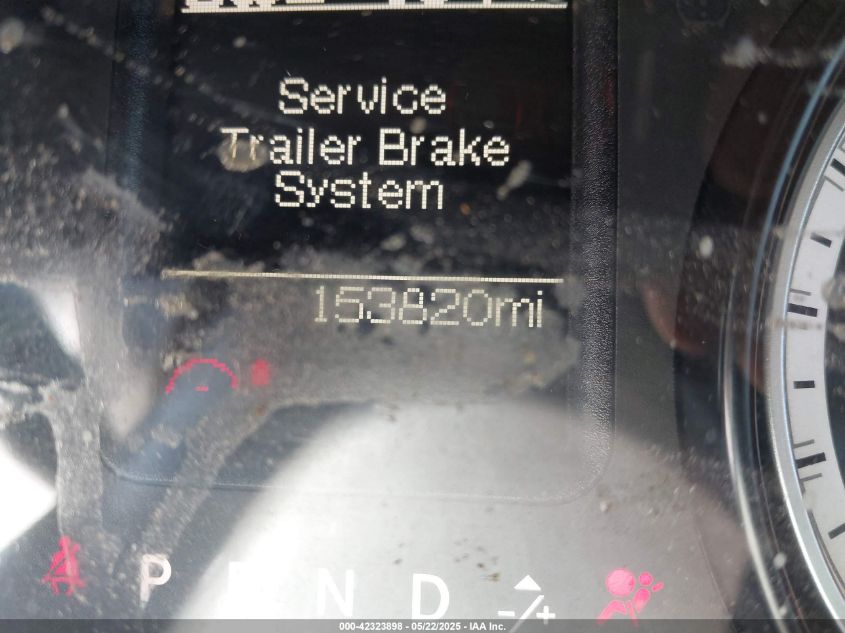 Service
Trailer Brake
System
153820mi
P N D -/+
000-42323898 - 05/22/2025 - IAA Inc.